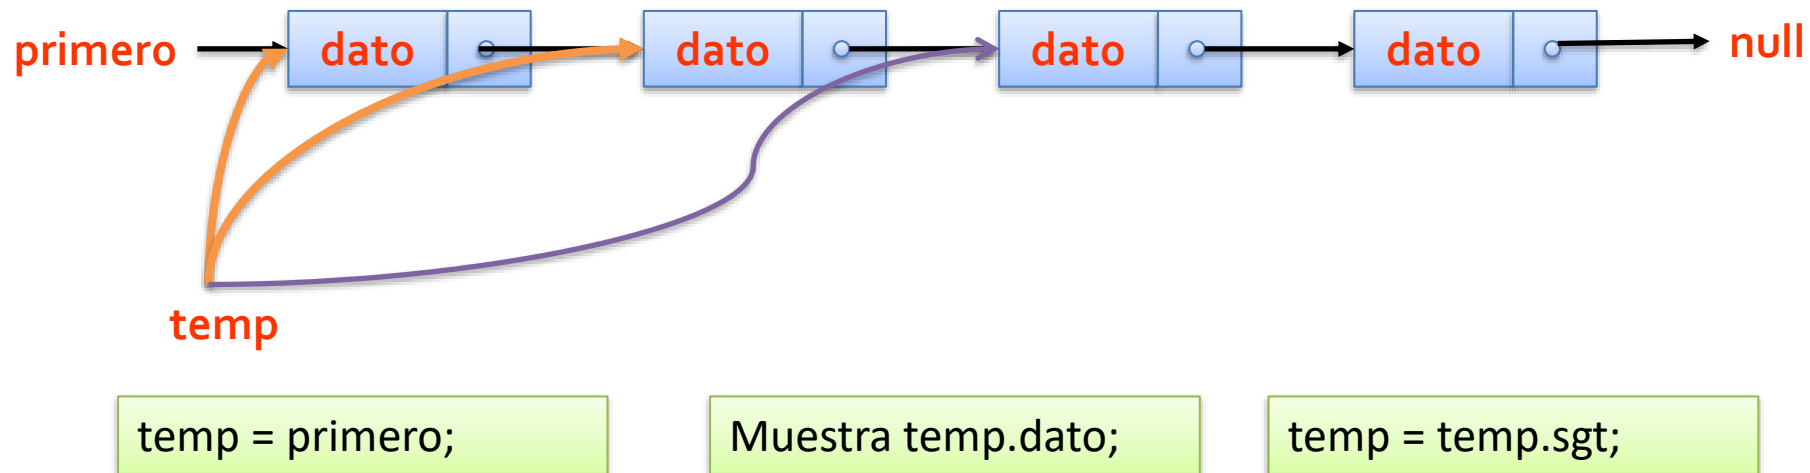 primero dato dato dato dato null
temp
temp = primero; Muestra temp.dato; temp = temp.sgt;